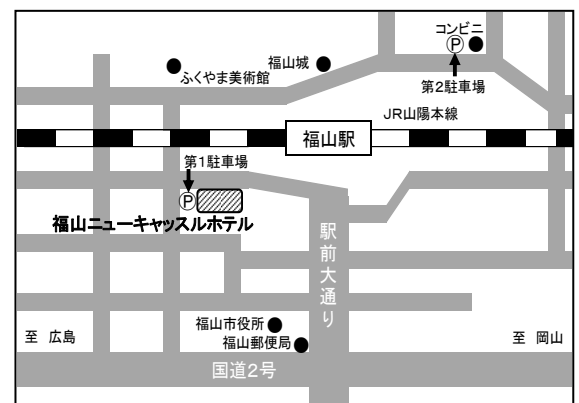 コンビニ
Ⓟ
福山城
ふくやま美術館
第2駐車場
JR山陽本線
福山駅
第1駐車場
Ⓟ
福山ニューキャッスルホテル
駅前大通り
福山市役所
至 広島
福山郵便局
至 岡山
国道2号